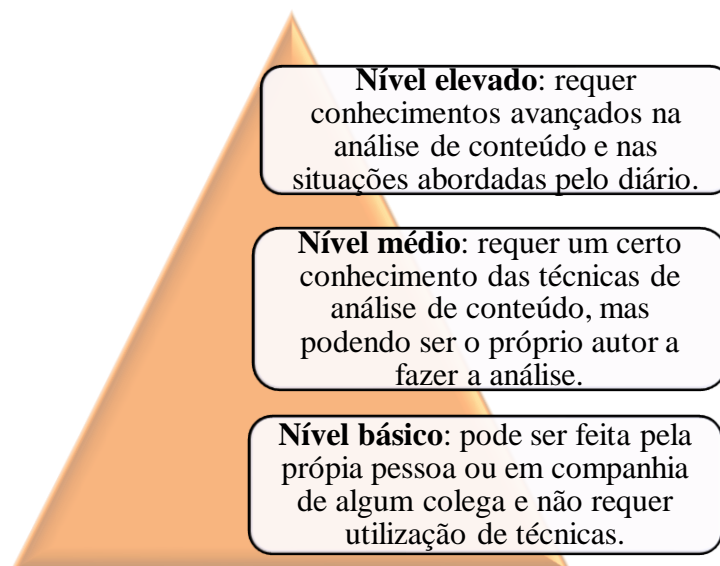 Nível elevado: requer
conhecimentos avançados na
análise de conteúdo e nas
situações abordadas pelo diário.
Nível médio: requer um certo
conhecimento das técnicas de
análise de conteúdo, mas
podendo ser o próprio autor a
fazer a análise.
Nível básico: pode ser feita pela
própia pessoa ou em companhia
de algum colega e não requer
utilização de técnicas.